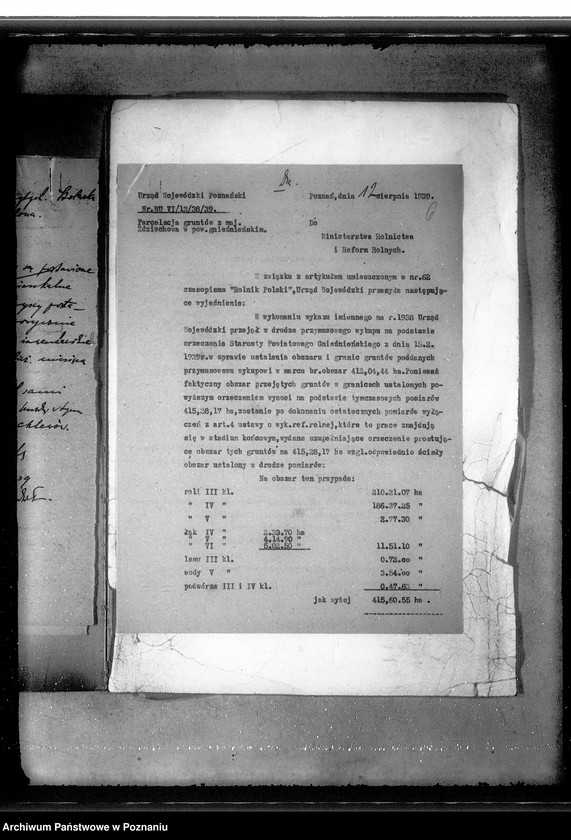 Dn.
Urząd Wojewódzki Poznański
Poznań, dnia 17 sierpnia 1939.
Nr. RU VI/12/38/39.
6
Parcelacja gruntów z maj.
Zdziechowa w pow.gnieźnieńskim.
Do
Ministerstwa Rolnictwa
i Reform Rolnych.
W związku z artykułem umieszczonym w nr.62
czasopisma "Rolnik Polski",Urząd Wojewódzki przesyła następują-
ce wyjaśnienie:
W wykonaniu wykazu imiennego na r.1938 Urząd
Wojewódzki przejął w drodze przymusowego wykupu na podstawie
orzeczenia Starosty Powiatowego Gnieźnieńskiego z dnia 15.2.
1939r.w sprawie ustalenia obszaru i granic gruntów poddanych
przymusowemu wykupowi w marcu br.obszar 412,04,44 ha.Ponieważ
faktyczny obszar przejętych gruntów w granicach ustalonych po-
wyższym orzeczeniem wynosi na podstawie tymczasowych pomiarów
415,28,17 ha,zostanie po dokonaniu ostatecznych pomiarów wyłą-
czeń z art.4 ustawy o wyk.ref.rolnej,które to prace znajdują
się w stadium końcowym,wydane uzupełniające orzeczenie prostują-
ce obszar tych gruntów na 415,28,17 ha wzgl.odpowiednio ścisły
obszar ustalony w drodze pomiarów:
Na obszar ten przypada:
roli III kl. 210.21.07 ha
" IV " 186.37.25 "
" V " 2.77.30 "
łąk IV " 2.33.70 ha
" V " 4.14.90 "
" VI " 5.02.50 " 11.51.10 "
lasu III kl. 0.72.oo "
wody V " 3.54.oo "
podwórza III i IV kl. 0.47.83 "
jak wyżej 415,60.55 ha .
Archiwum Państwowe w Poznaniu